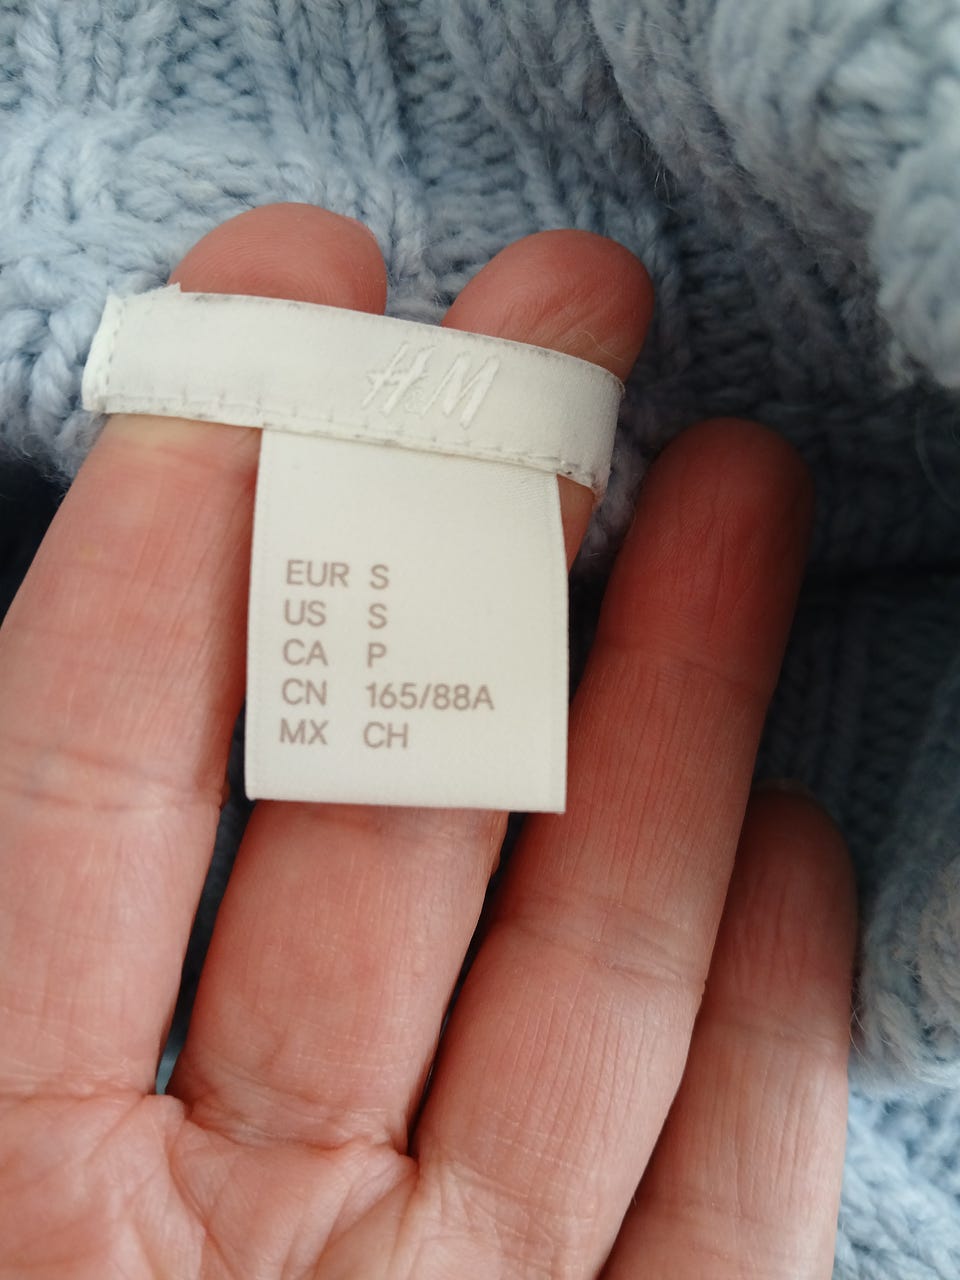 H&M
EUR S
US S
CA P
CN 165/88A
MX CH